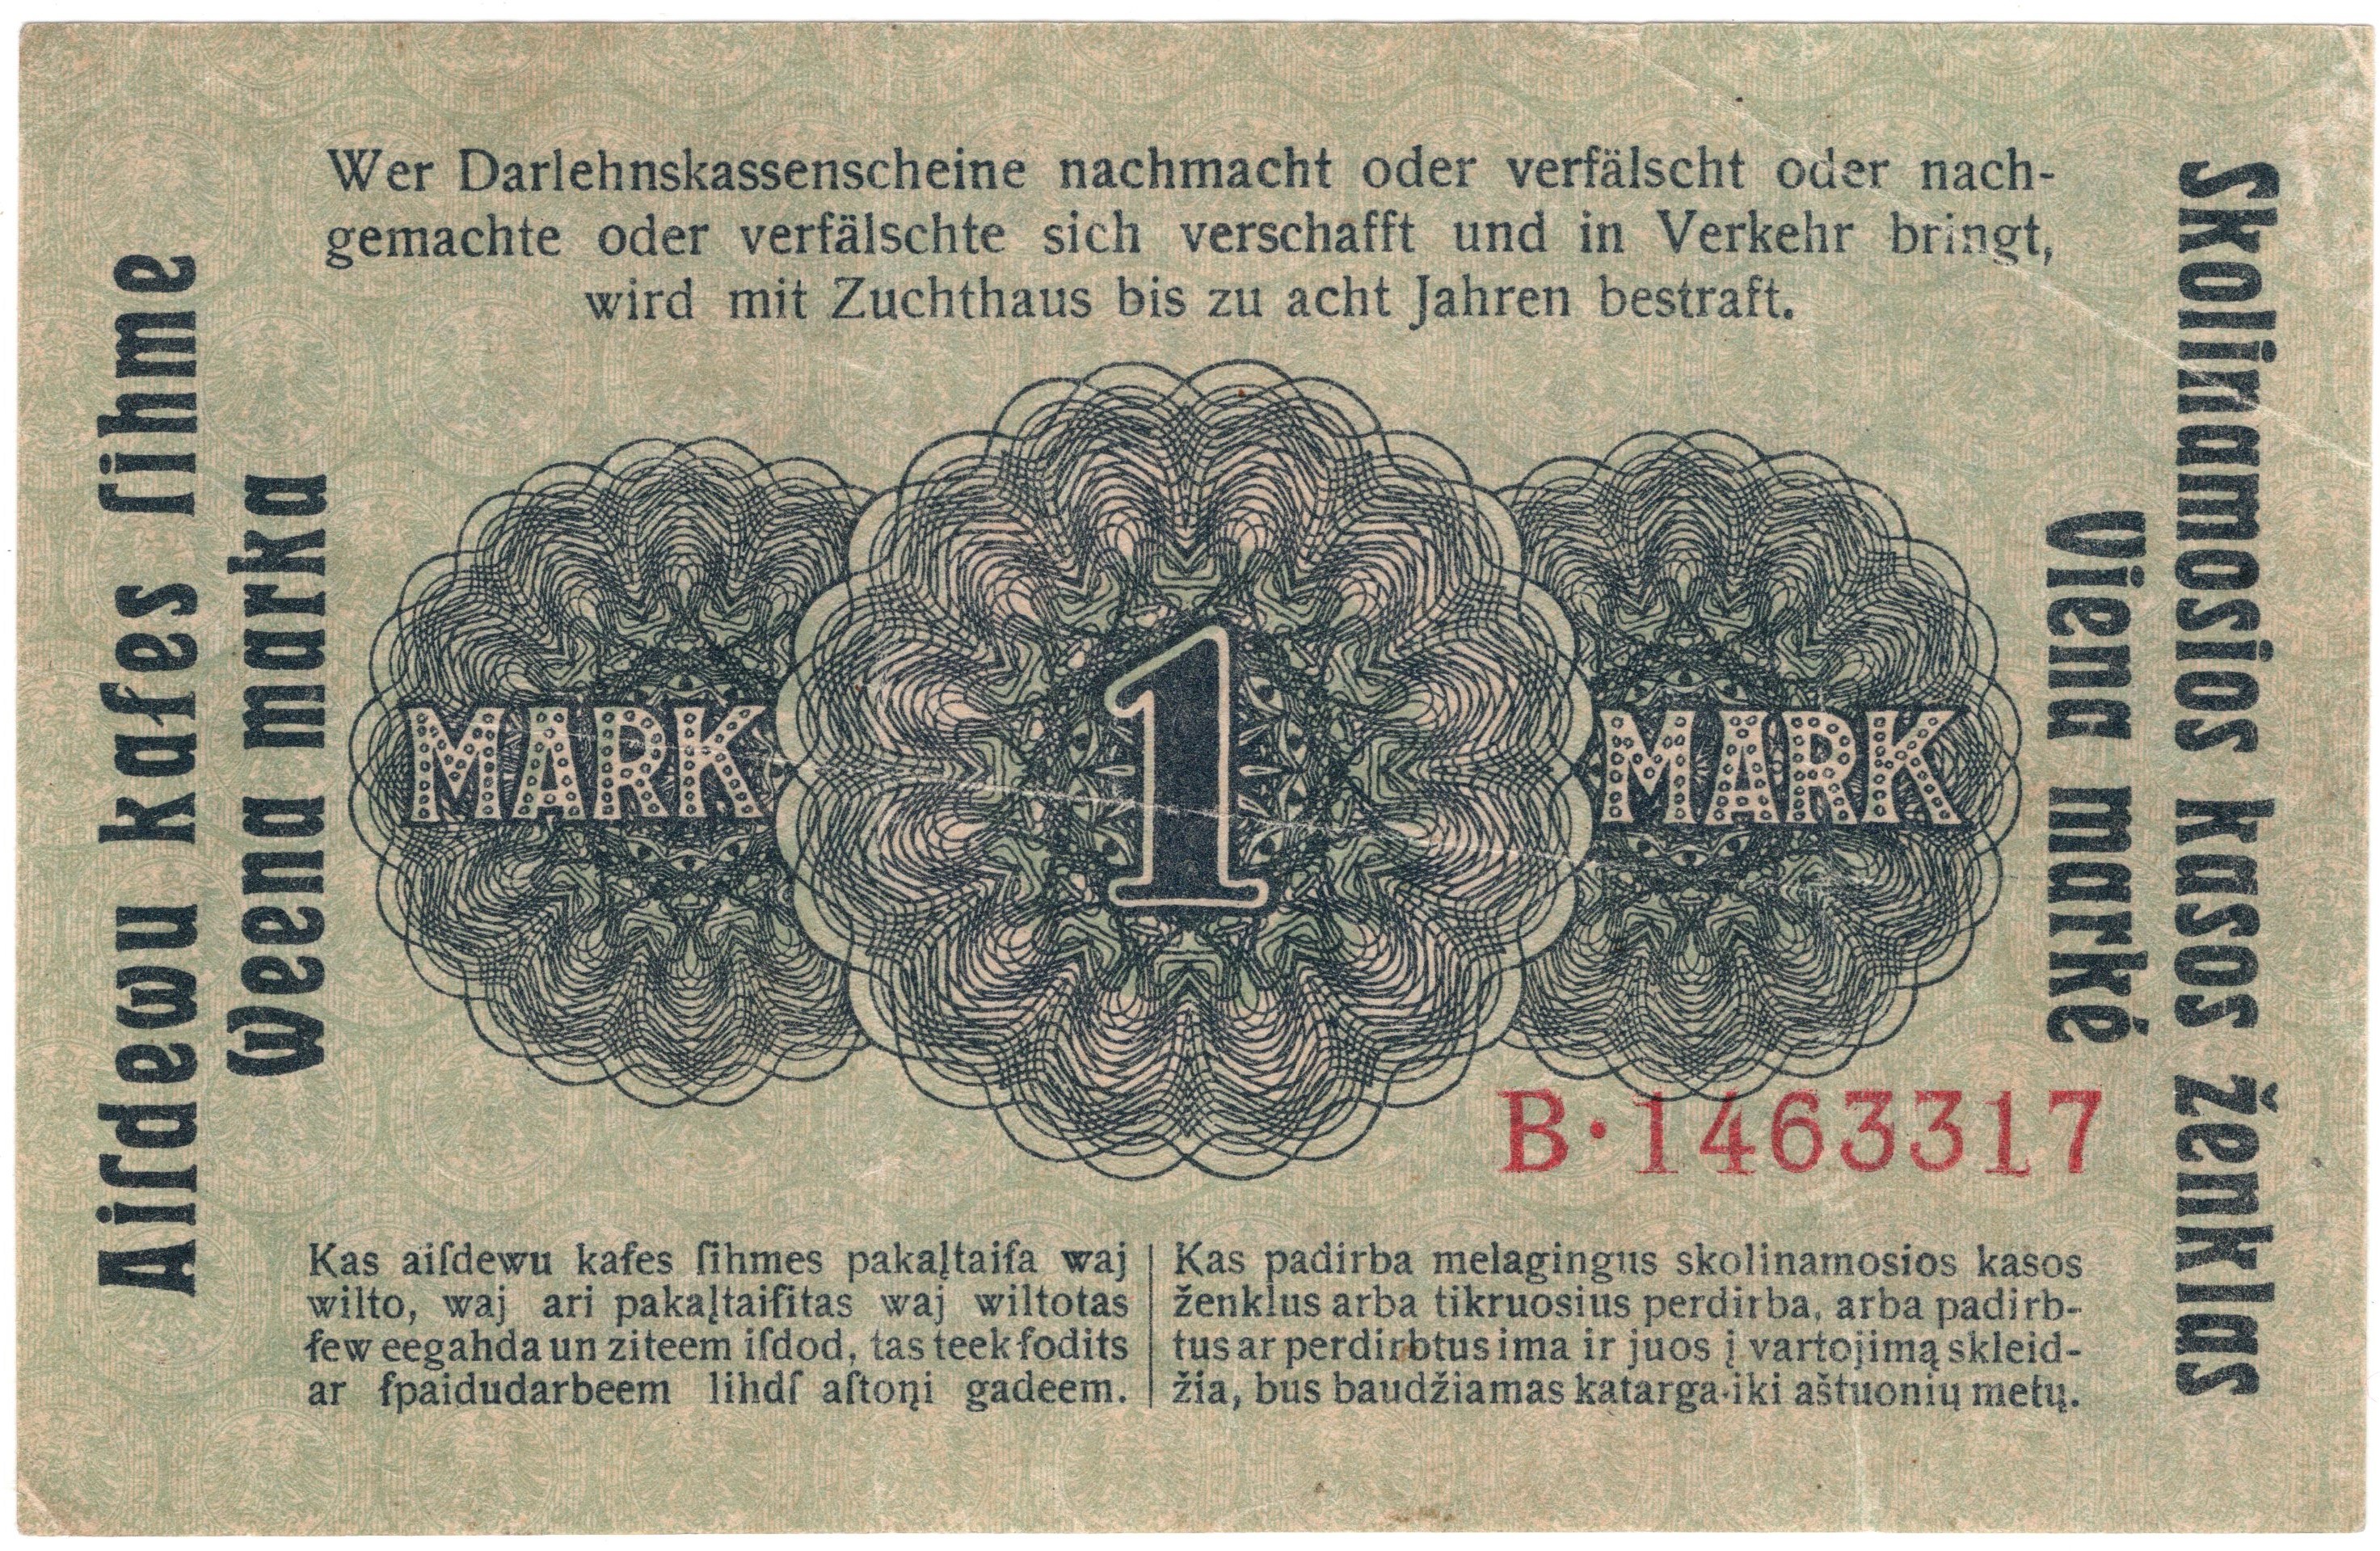 Wer Darlehnskassenscheine nachmacht oder verfälscht oder nach-
gemachte oder verfälschte sich verschafft und in Verkehr bringt,
wird mit Zuchthaus bis zu acht Jahren bestraft.
Aiſdewu kaſes ſihme
Weena marka
MARK
1
MARK
Skolinamosios kasos ženklas
Viena markė
B·1463317
Kas aiſdewu kaſes ſihmes pakaļtaiſa waj
wilto, waj ari pakaļtaiſitas waj wiltotas
ſew eegahda un ziteem iſdod, tas teek ſodits
ar ſpaidudarbeem lihdſ aſtoņi gadeem.
Kas padirba melagingus skolinamosios kasos
ženklus arba tikruosius perdirba, arba padirb-
tus ar perdirbtus ima ir juos į vartojimą skleid-
žia, bus baudžiamas katarga·iki aštuonių metų.